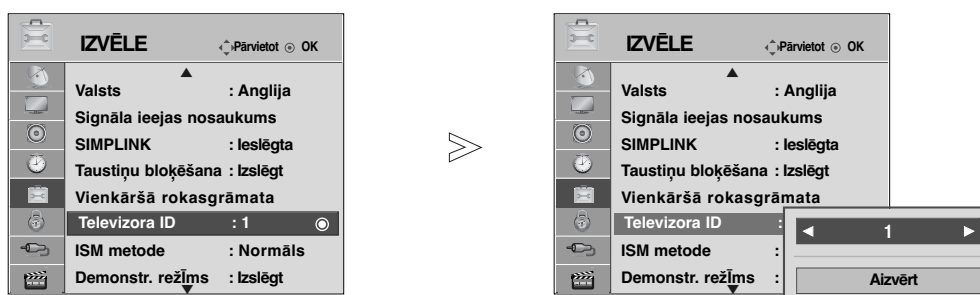 IZVĒLE Pārvietot OK
Valsts : Anglija
Signāla ieejas nosaukums
SIMPLINK : Ieslēgta
Taustiņu bloķēšana : Izslēgt
Vienkāršā rokasgrāmata
Televizora ID : 1
ISM metode : Normāls
Demonstr. režĪms : Izslēgt
IZVĒLE Pārvietot OK
Valsts : Anglija
Signāla ieejas nosaukums
SIMPLINK : Ieslēgta
Taustiņu bloķēšana : Izslēgt
Vienkāršā rokasgrāmata
Televizora ID :
ISM metode :
Demonstr. režĪms :
1
Aizvērt